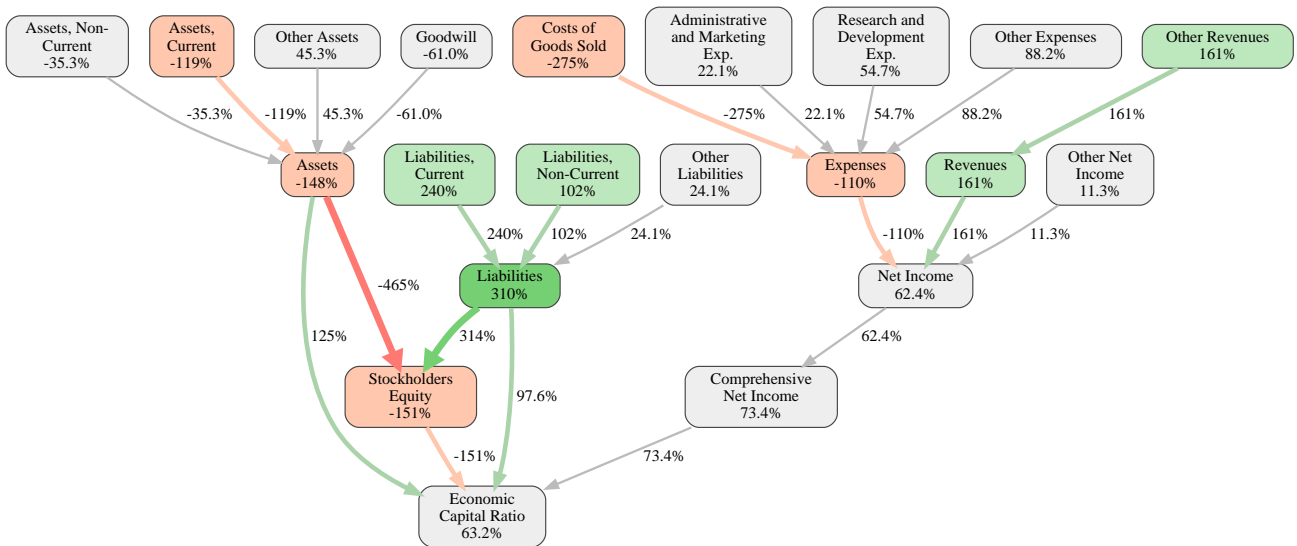 Assets, Non-
Current
-35.3%
Assets,
Current
-119%
Other Assets
45.3%
Goodwill
-61.0%
Costs of
Goods Sold
-275%
Administrative
and Marketing
Exp.
22.1%
Research and
Development
Exp.
54.7%
Other Expenses
88.2%
Other Revenues
161%
-35.3%
-119%
45.3%
-61.0%
-275%
22.1%
54.7%
88.2%
161%
Assets
-148%
Liabilities,
Current
240%
Liabilities,
Non-Current
102%
Other
Liabilities
24.1%
Expenses
-110%
Revenues
161%
Other Net
Income
11.3%
240%
102%
24.1%
-110%
161%
11.3%
-465%
Liabilities
310%
Net Income
62.4%
125%
314%
62.4%
Stockholders
Equity
-151%
97.6%
Comprehensive
Net Income
73.4%
-151%
73.4%
Economic
Capital Ratio
63.2%